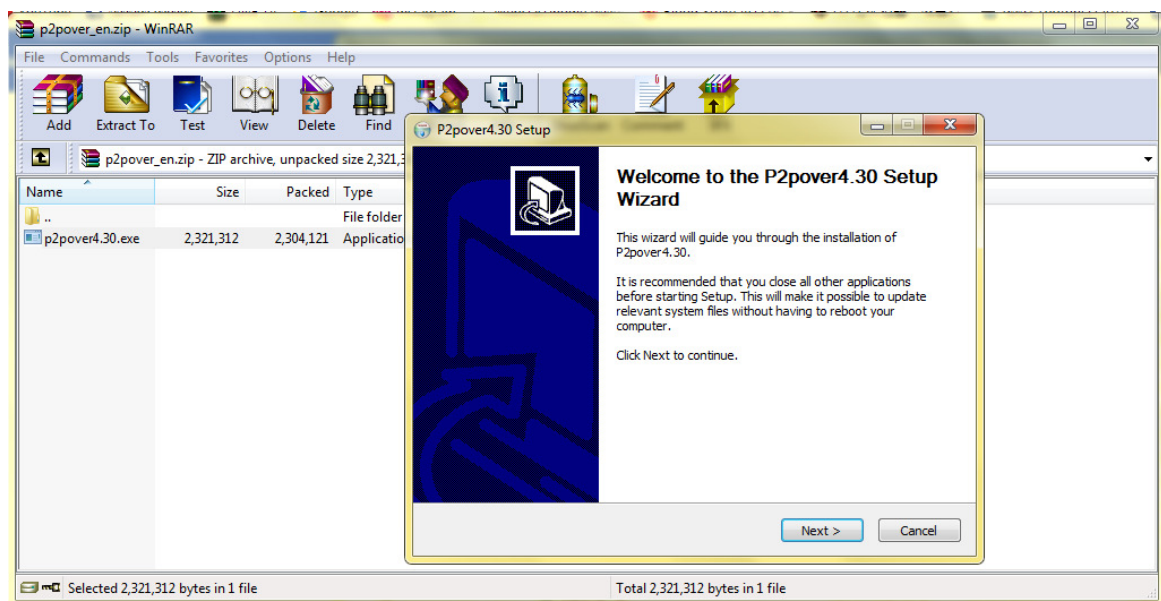 p2pover_en.zip - WinRAR
File Commands Tools Favorites Options Help
Add Extract To Test View Delete Find
p2pover_en.zip - ZIP archive, unpacked size 2,321,3
Name Size Packed Type
.. File folder
p2pover4.30.exe 2,321,312 2,304,121 Applicatio
P2pover4.30 Setup
Welcome to the P2pover4.30 Setup
Wizard
This wizard will guide you through the installation of
P2pover4.30.
It is recommended that you close all other applications
before starting Setup. This will make it possible to update
relevant system files without having to reboot your
computer.
Click Next to continue.
Next > Cancel
Selected 2,321,312 bytes in 1 file Total 2,321,312 bytes in 1 file